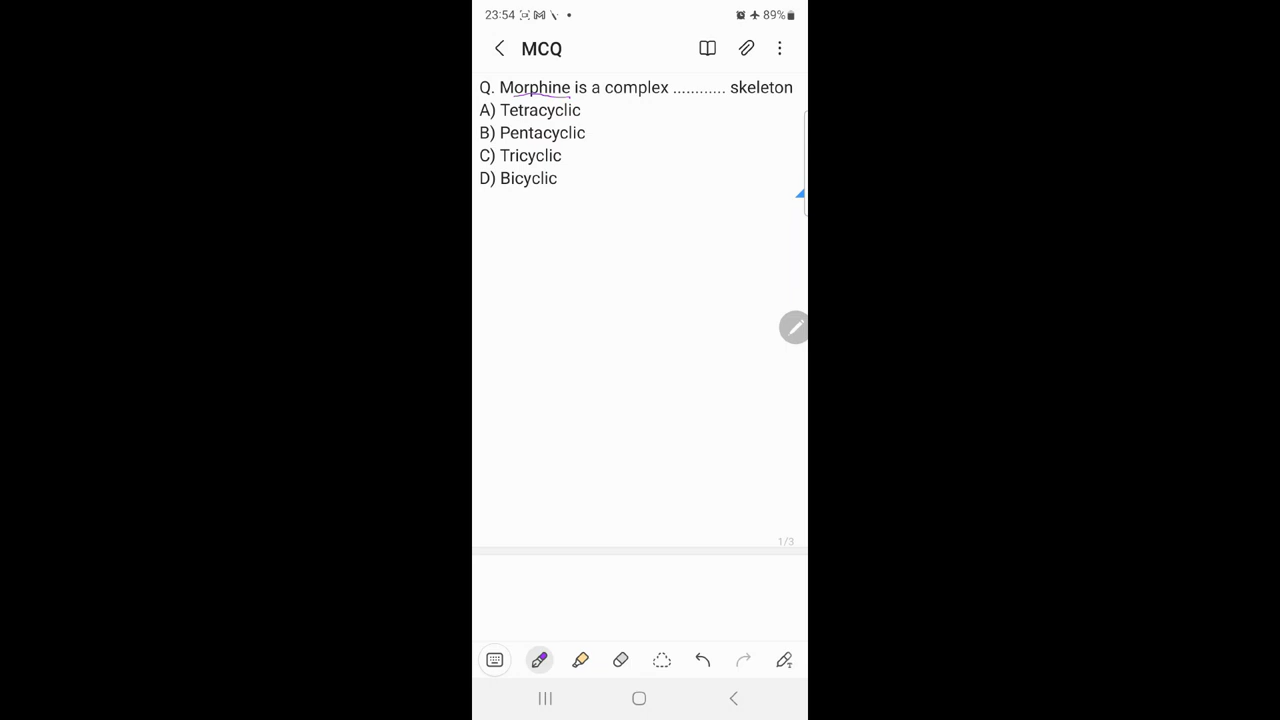 23:54 89%
MCQ
Q. Morphine is a complex ............ skeleton
A) Tetracyclic
B) Pentacyclic
C) Tricyclic
D) Bicyclic
1/3